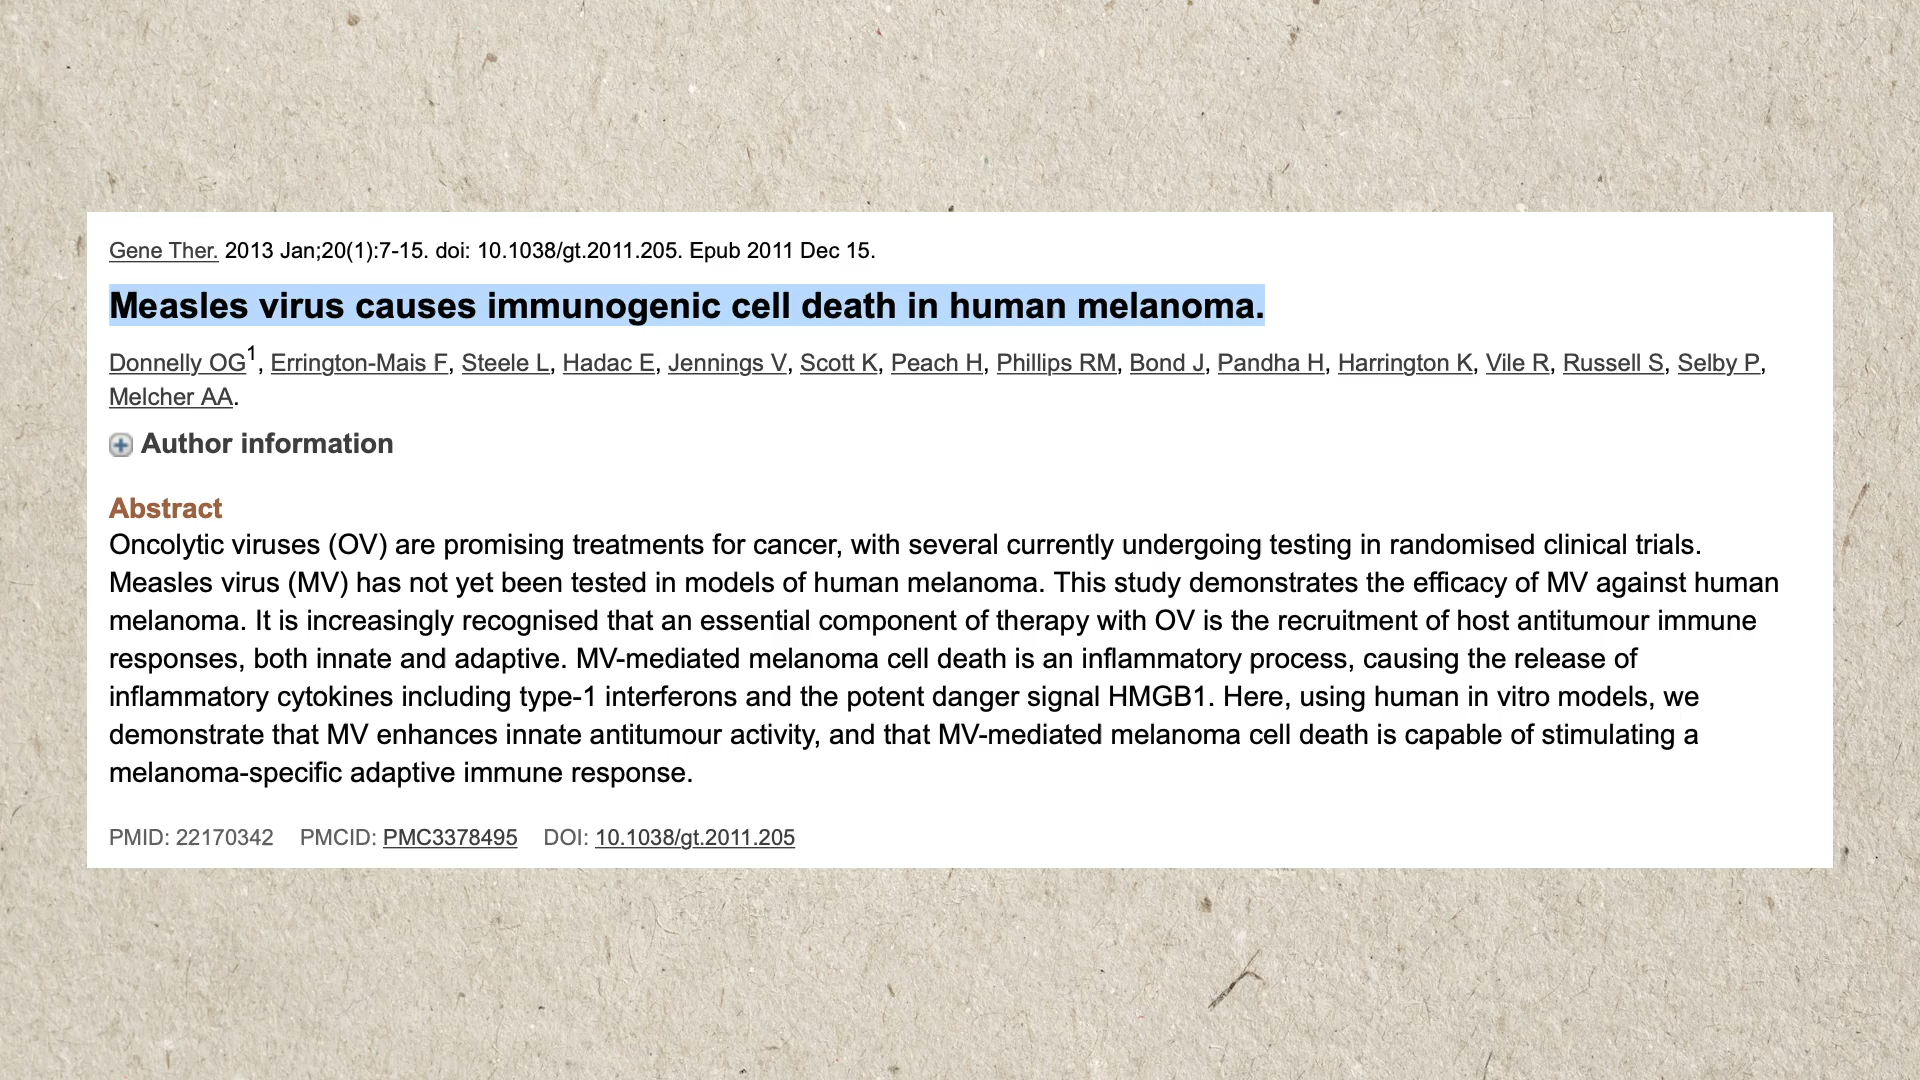 Gene Ther. 2013 Jan;20(1):7-15. doi: 10.1038/gt.2011.205. Epub 2011 Dec 15.
Measles virus causes immunogenic cell death in human melanoma.
Donnelly OG1, Errington-Mais F, Steele L, Hadac E, Jennings V, Scott K, Peach H, Phillips RM, Bond J, Pandha H, Harrington K, Vile R, Russell S, Selby P,
Melcher AA.
Author information
Abstract
Oncolytic viruses (OV) are promising treatments for cancer, with several currently undergoing testing in randomised clinical trials.
Measles virus (MV) has not yet been tested in models of human melanoma. This study demonstrates the efficacy of MV against human
melanoma. It is increasingly recognised that an essential component of therapy with OV is the recruitment of host antitumour immune
responses, both innate and adaptive. MV-mediated melanoma cell death is an inflammatory process, causing the release of
inflammatory cytokines including type-1 interferons and the potent danger signal HMGB1. Here, using human in vitro models, we
demonstrate that MV enhances innate antitumour activity, and that MV-mediated melanoma cell death is capable of stimulating a
melanoma-specific adaptive immune response.
PMID: 22170342 PMCID: PMC3378495 DOI: 10.1038/gt.2011.205